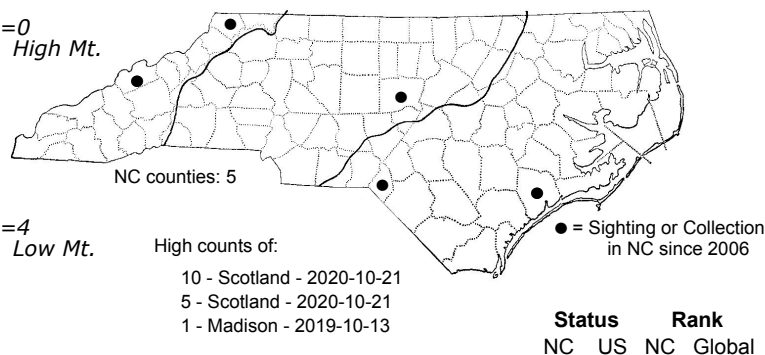 =0
High Mt.
NC counties: 5
=4
Low Mt.
High counts of:
10 - Scotland - 2020-10-21
5 - Scotland - 2020-10-21
1 - Madison - 2019-10-13
● = Sighting or Collection
in NC since 2006
Status Rank
NC US NC Global